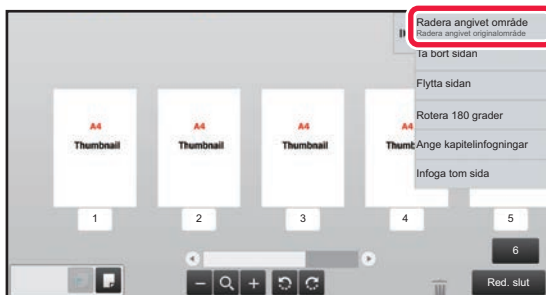 Radera angivet område
Radera angivet originalområde
Ta bort sidan
Flytta sidan
Rotera 180 grader
Ange kapitelinfogningar
Infoga tom sida
A4
Thumbnail
A4
Thumbnail
A4
Thumbnail
A4
Thumb
1
2
3
4
5
6
Red. slut